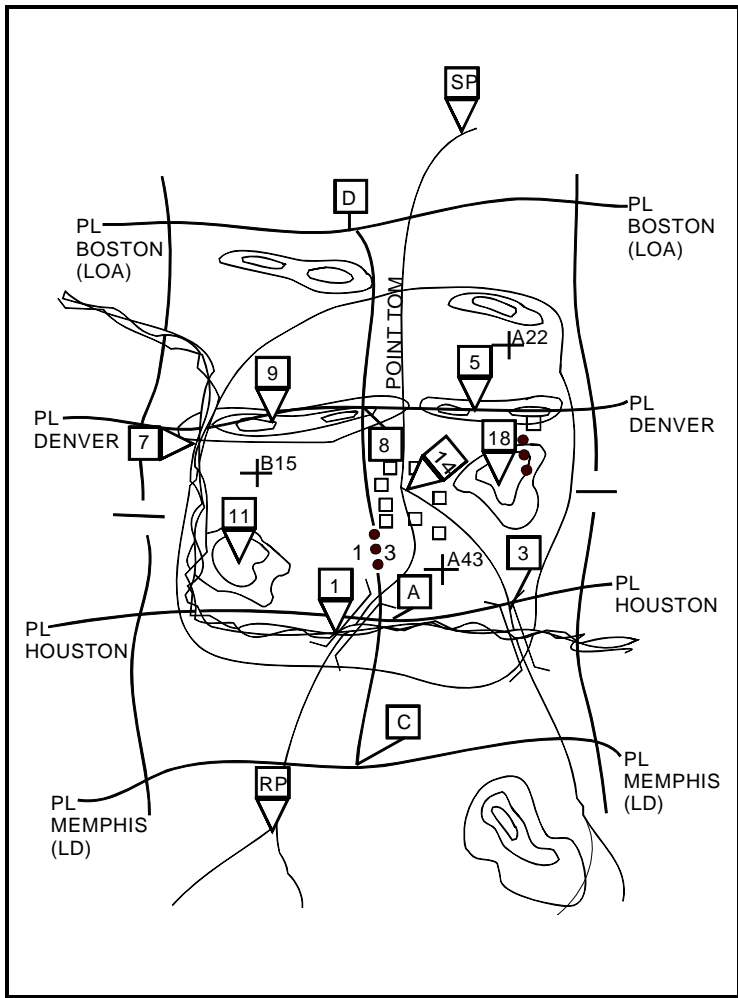 SP
D
PL
BOSTON
(LOA)
PL
BOSTON
(LOA)
POINT TOM
A22
9
5
PL
DENVER
PL
DENVER
7
8
14
18
B15
11
1 3
A43
3
1
A
PL
HOUSTON
PL
HOUSTON
C
PL
MEMPHIS
(LD)
RP
PL
MEMPHIS
(LD)